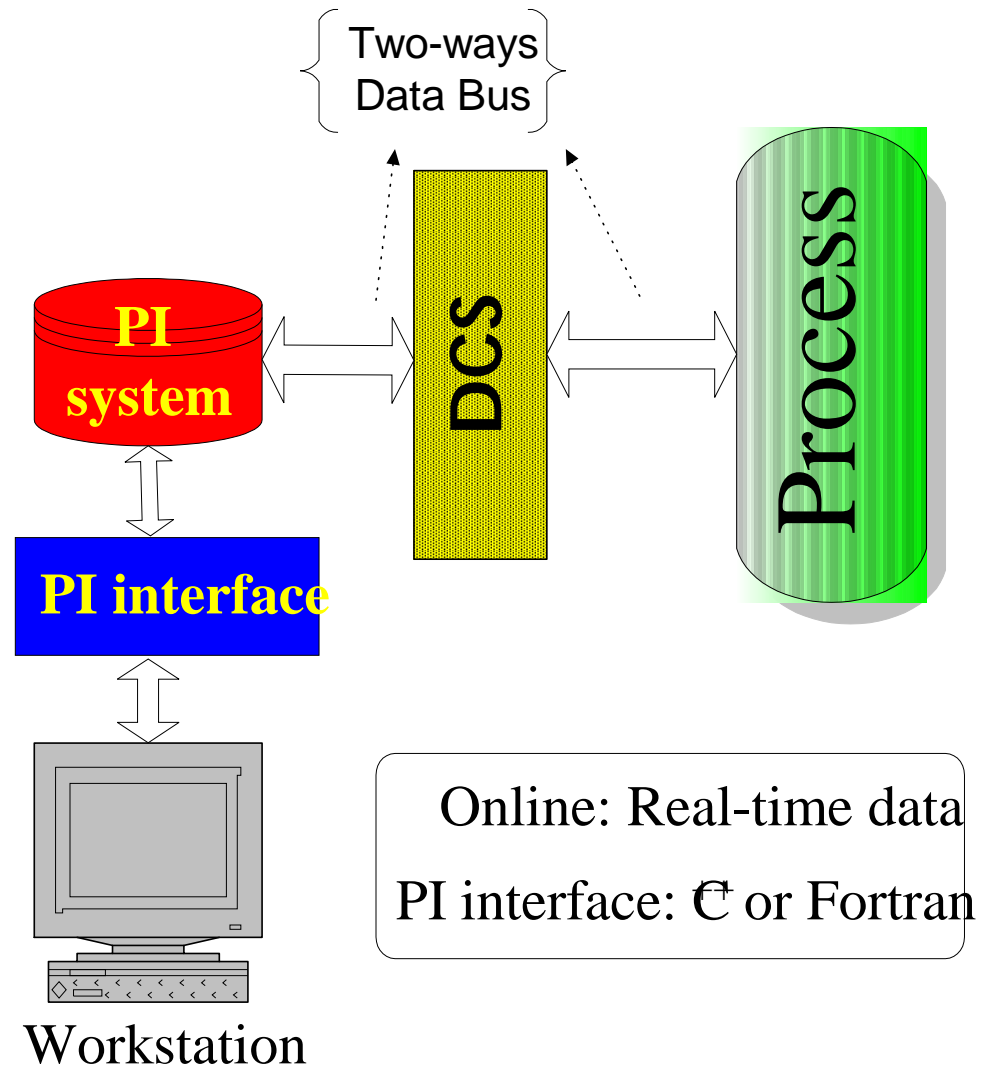 Two-ways
Data Bus
PI
system
DCS
Process
PI interface
Online: Real-time data
PI interface: C++ or Fortran
Workstation